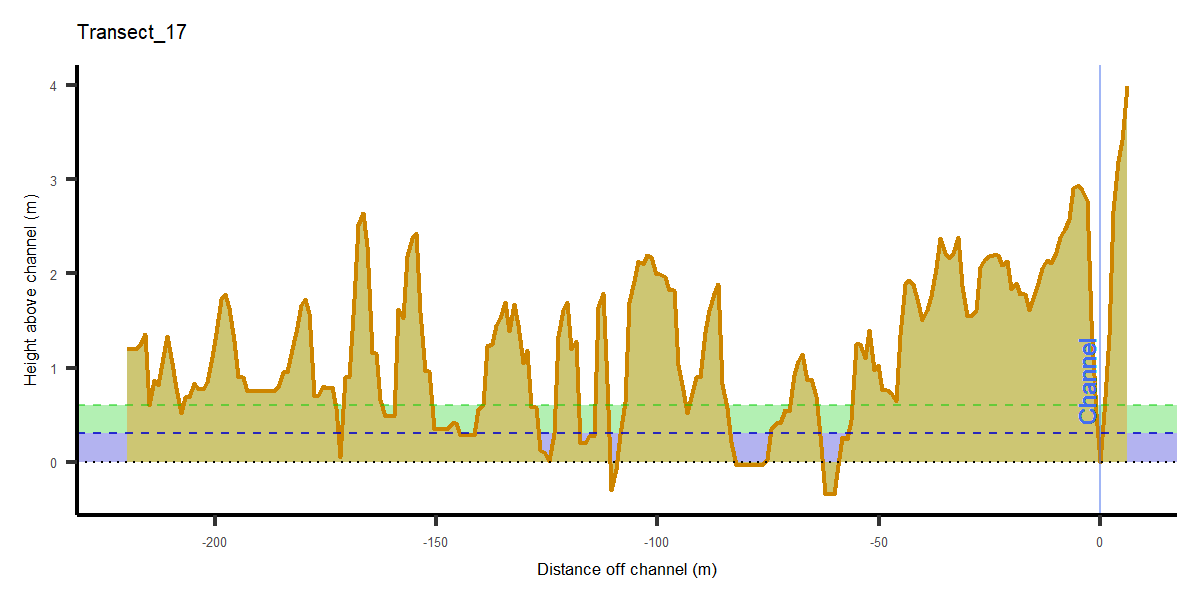 Transect_17
Height above channel (m)
4
3
2
1
0
Channel
-200
-150
-100
-50
0
Distance off channel (m)